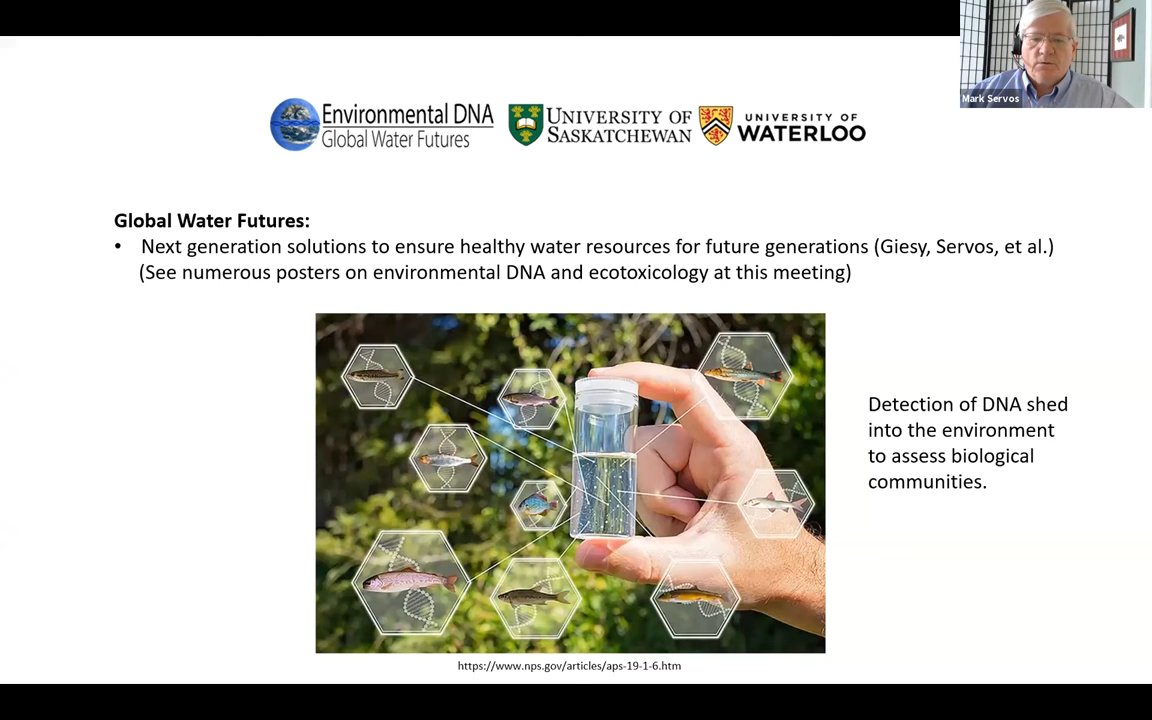 Mark Servos
Environmental DNA
Global Water Futures
UNIVERSITY OF
SASKATCHEWAN
UNIVERSITY OF
WATERLOO
Global Water Futures:
• Next generation solutions to ensure healthy water resources for future generations (Giesy, Servos, et al.)
(See numerous posters on environmental DNA and ecotoxicology at this meeting)
Detection of DNA shed
into the environment
to assess biological
communities.
https://www.nps.gov/articles/aps-19-1-6.htm